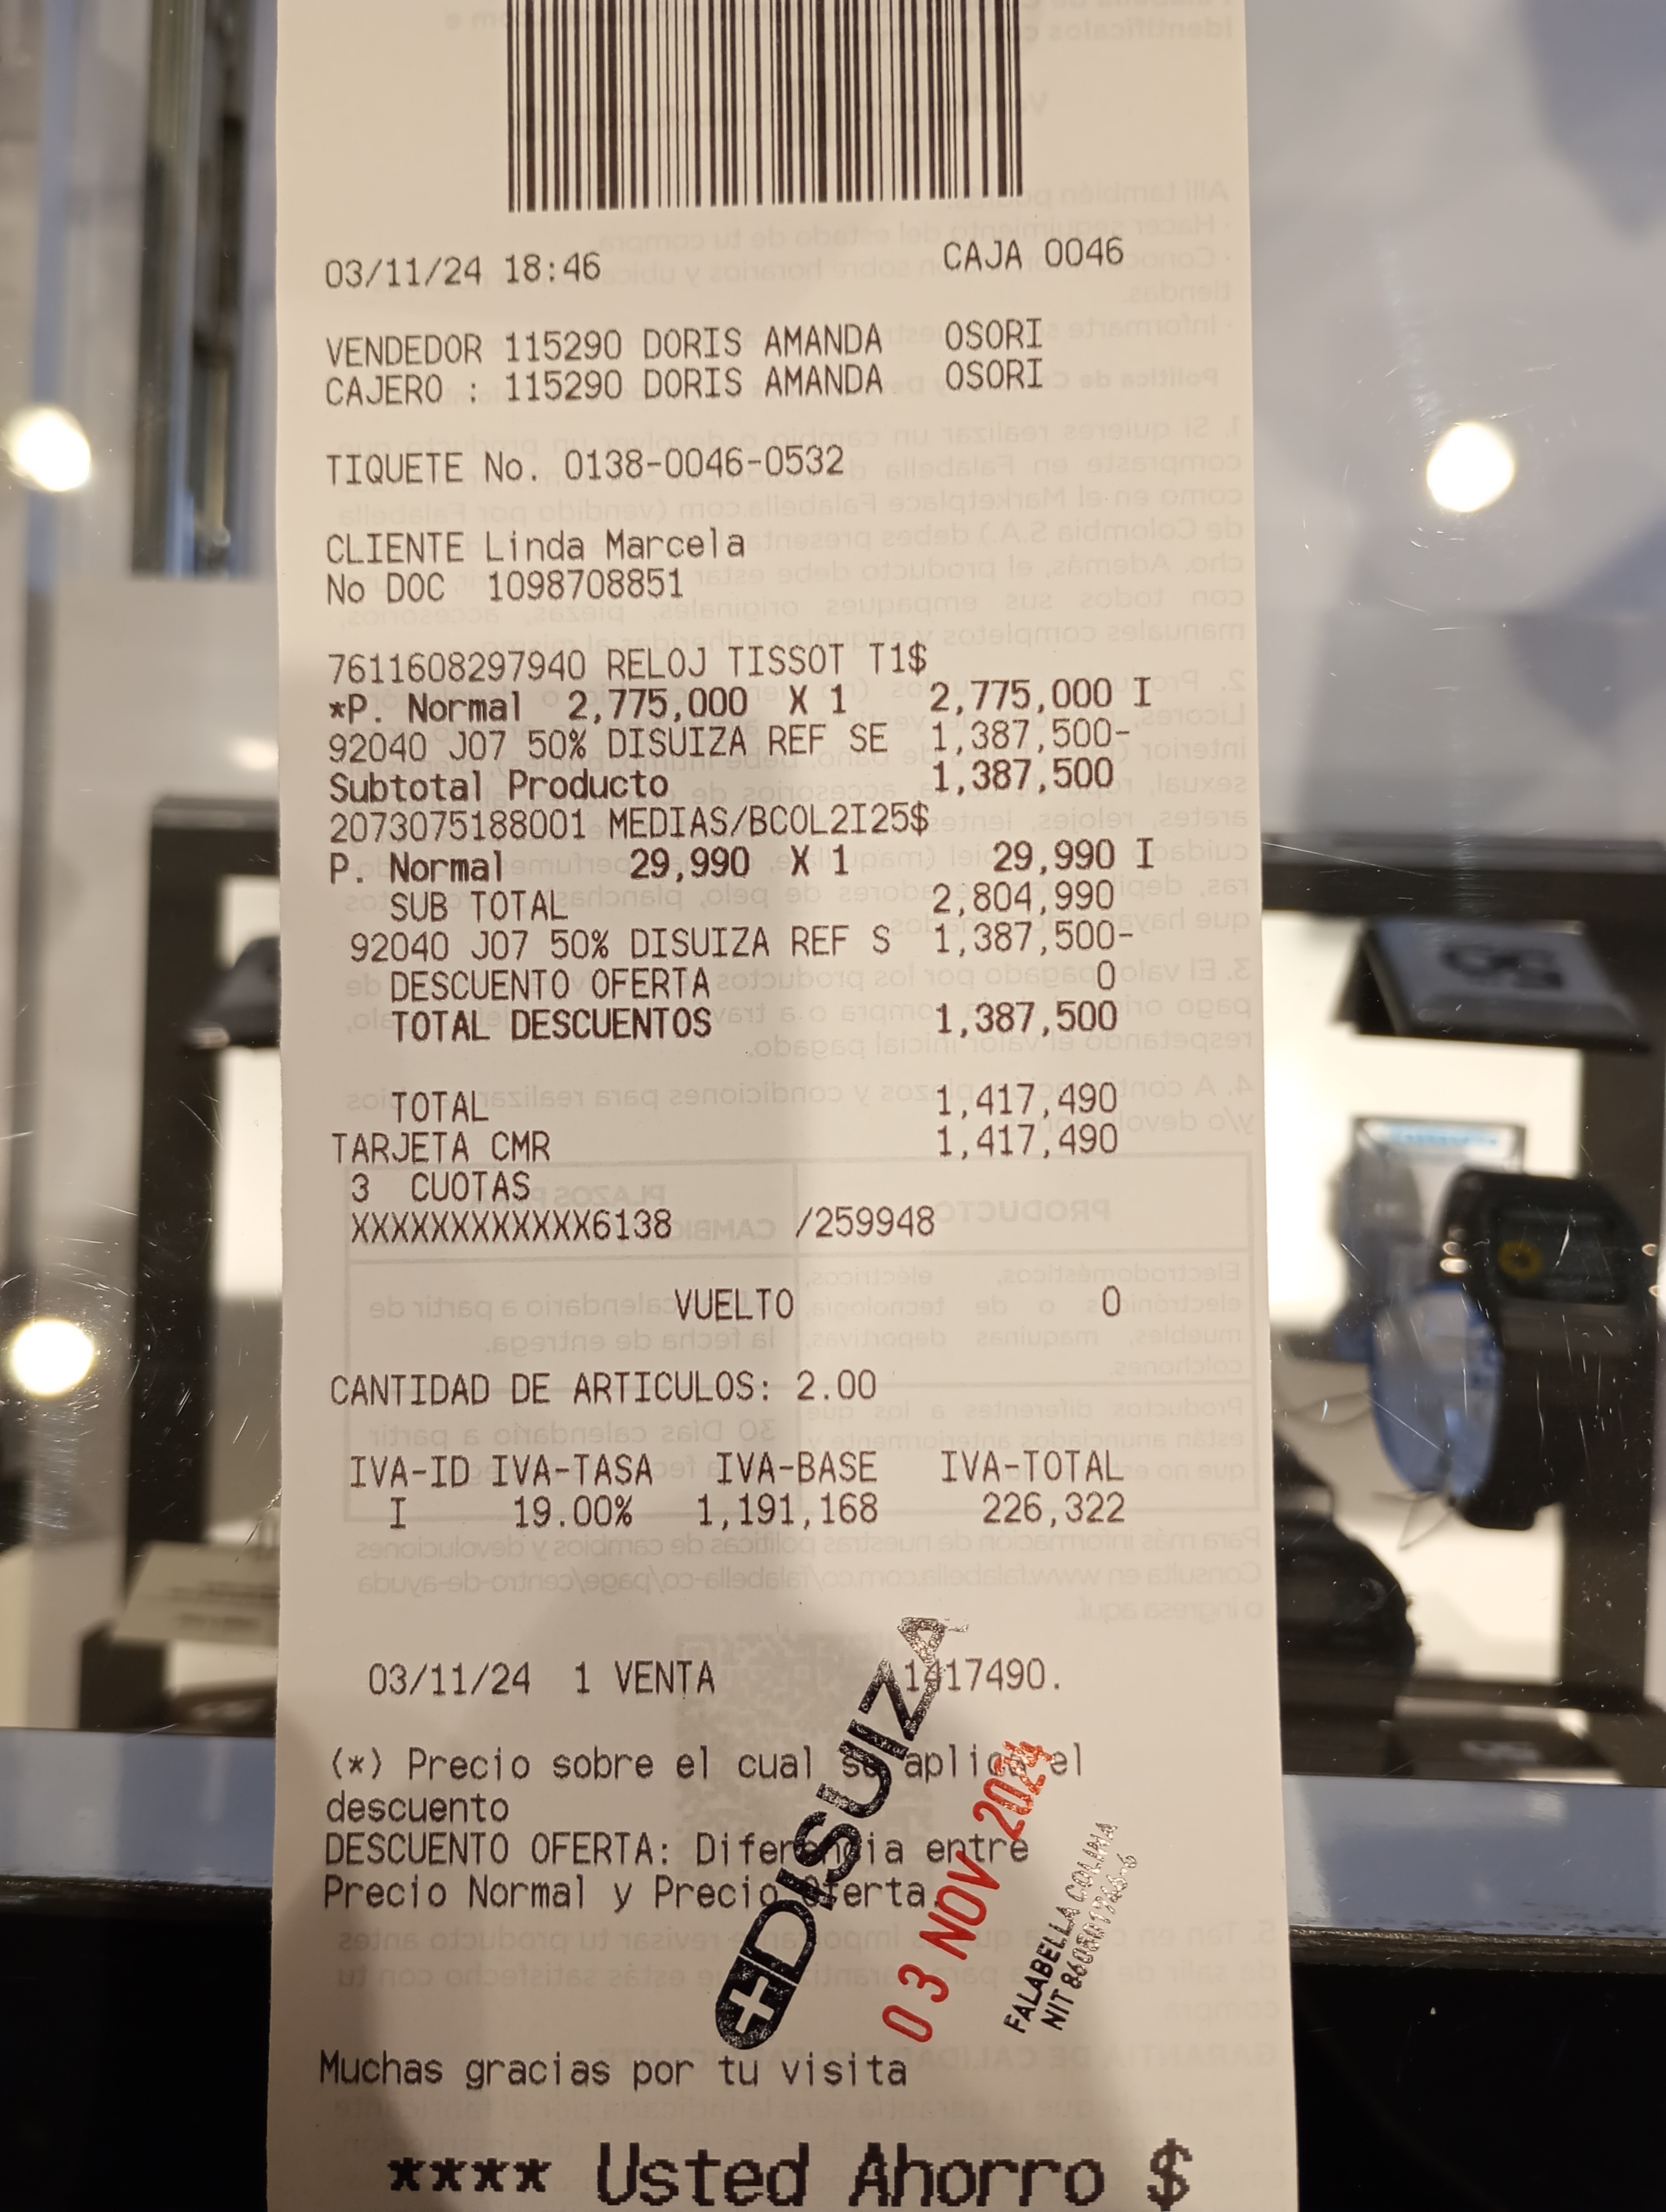 03/11/24 18:46 CAJA 0046
VENDEDOR 115290 DORIS AMANDA OSORI
CAJERO : 115290 DORIS AMANDA OSORI
TIQUETE No. 0138-0046-0532
CLIENTE Linda Marcela
No DOC 1098708851
7611608297940 RELOJ TISSOT T1$
*P. Normal 2,775,000 X 1 2,775,000 I
92040 J07 50% DISUIZA REF SE 1,387,500-
Subtotal Producto 1,387,500
2073075188001 MEDIAS/BCOL2I25$
P. Normal 29,990 X 1 29,990 I
SUB TOTAL 2,804,990
92040 J07 50% DISUIZA REF S 1,387,500-
DESCUENTO OFERTA 0
TOTAL DESCUENTOS 1,387,500
TOTAL 1,417,490
TARJETA CMR 1,417,490
3 CUOTAS
XXXXXXXXXXXX6138 /259948
VUELTO 0
CANTIDAD DE ARTICULOS: 2.00
IVA-ID IVA-TASA IVA-BASE IVA-TOTAL
I 19.00% 1,191,168 226,322
03/11/24 1 VENTA 1417490.
(*) Precio sobre el cual se aplica el
descuento
DESCUENTO OFERTA: Diferencia entre
Precio Normal y Precio Oferta.
DISUIZA
03 NOV 2024
FALABELLA COLINA
NIT
Muchas gracias por tu visita
**** Usted Ahorro $